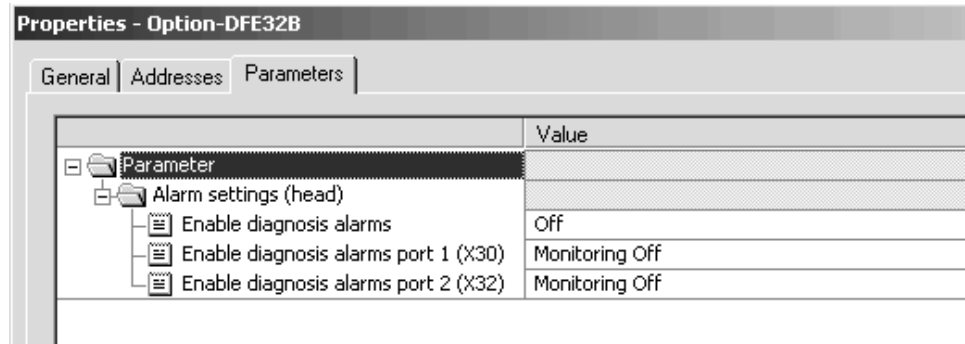 Properties - Option-DFE32B
General Addresses Parameters
Value
Parameter
Alarm settings (head)
Enable diagnosis alarms Off
Enable diagnosis alarms port 1 (X30) Monitoring Off
Enable diagnosis alarms port 2 (X32) Monitoring Off